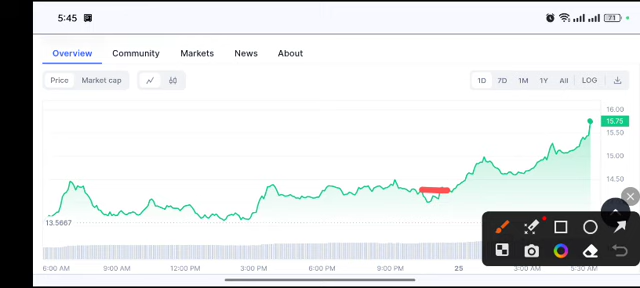 5:45
71
Overview Community Markets News About
Price Market cap 1D 7D 1M 1Y All LOG
16.00
15.75
15.50
15.00
14.50
13.5667
6:00 AM 9:00 AM 12:00 PM 3:00 PM 6:00 PM 9:00 PM 25 3:00 AM 5:30 AM